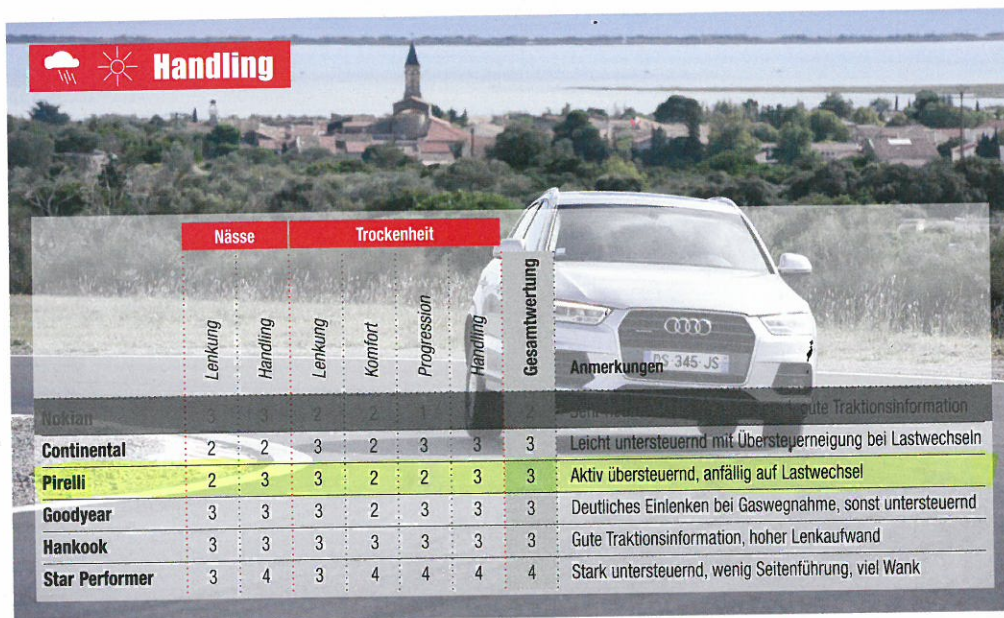 Handling
Nässe Trockenheit
Lenkung Handling Lenkung Komfort Progression Handling Gesamtwertung Anmerkungen
345 JS
Nokian 3 3 2 2 1 2 gute Traktionsinformation
Continental 2 2 3 2 3 3 3 Leicht untersteuernd mit Übersteuerneigung bei Lastwechseln
Pirelli 2 3 3 2 2 3 3 Aktiv übersteuernd, anfällig auf Lastwechsel
Goodyear 3 3 3 2 3 3 3 Deutliches Einlenken bei Gaswegnahme, sonst untersteuernd
Hankook 3 3 3 3 3 3 3 Gute Traktionsinformation, hoher Lenkaufwand
Star Performer 3 4 3 4 4 4 4 Stark untersteuernd, wenig Seitenführung, viel Wank